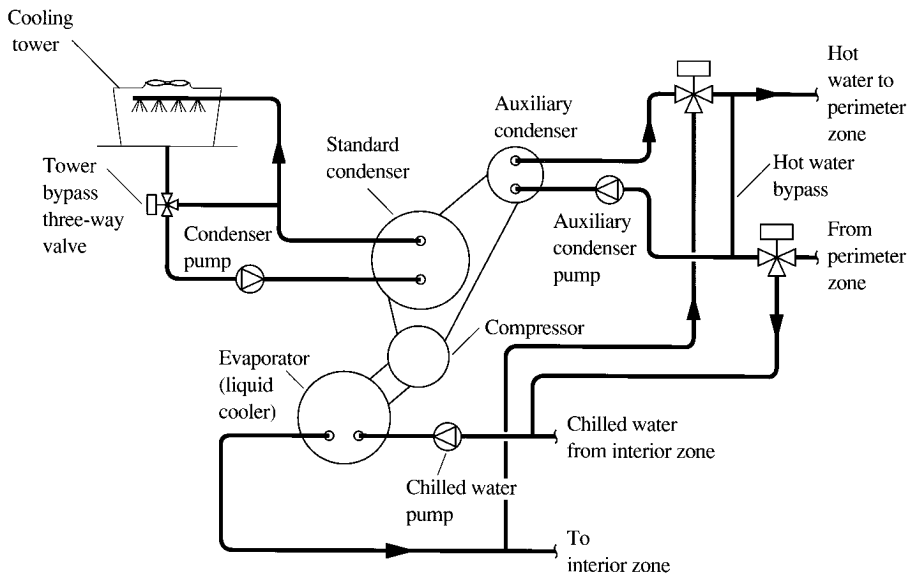 Cooling
tower
Tower
bypass
three-way
valve
Condenser
pump
Standard
condenser
Auxiliary
condenser
Auxiliary
condenser
pump
Hot
water to
perimeter
zone
Hot water
bypass
From
perimeter
zone
Compressor
Evaporator
(liquid
cooler)
Chilled water
from interior zone
Chilled water
pump
To
interior zone